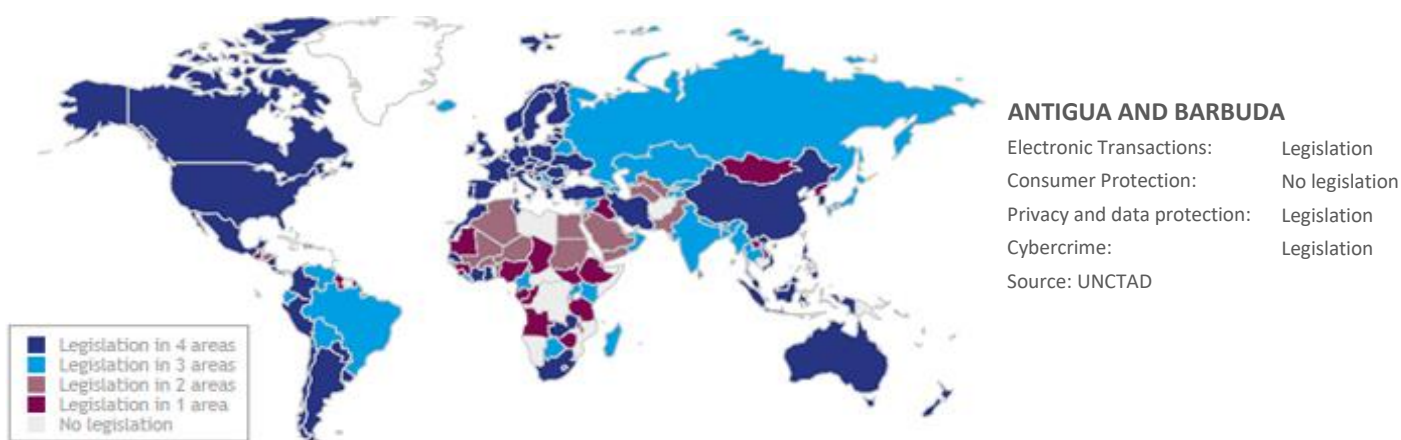 ANTIGUA AND BARBUDA
Electronic Transactions: Legislation
Consumer Protection: No legislation
Privacy and data protection: Legislation
Cybercrime: Legislation
Source: UNCTAD
Legislation in 4 areas
Legislation in 3 areas
Legislation in 2 areas
Legislation in 1 area
No legislation